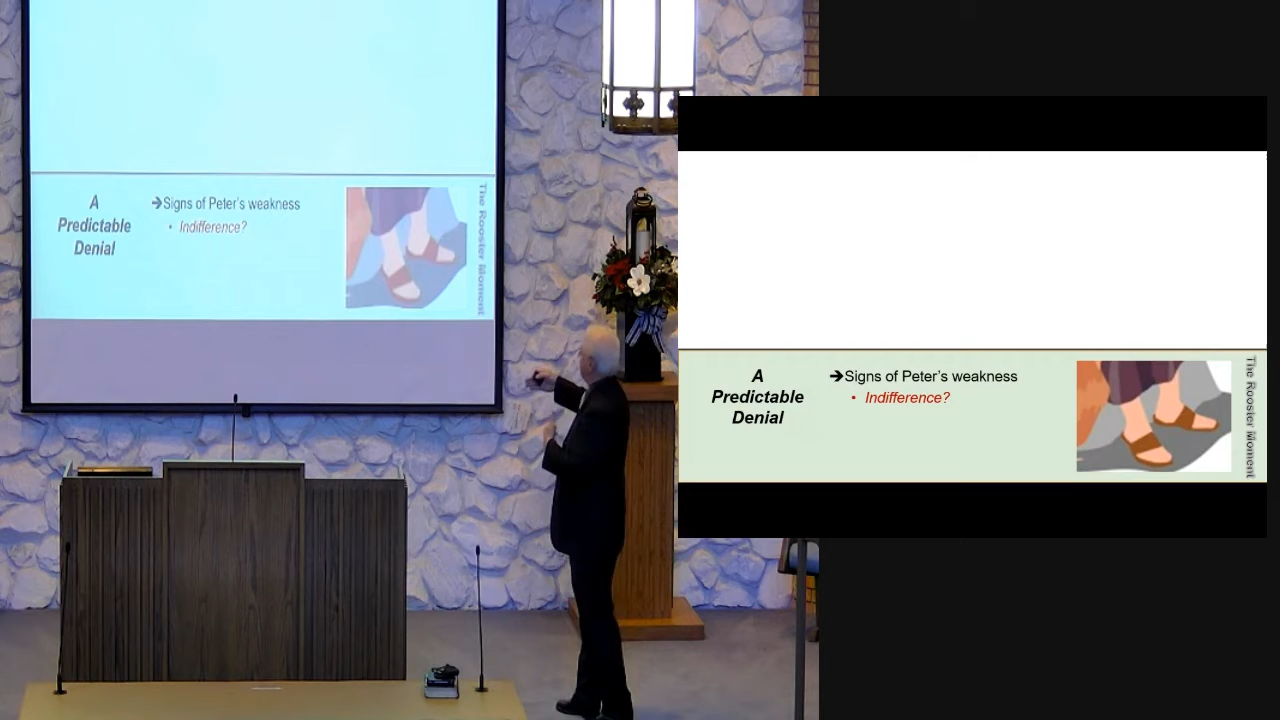 A
Predictable
Denial
➔Signs of Peter's weakness
• Indifference?
The Rooster Moment
A
Predictable
Denial
➔Signs of Peter's weakness
• Indifference?
The Rooster Moment